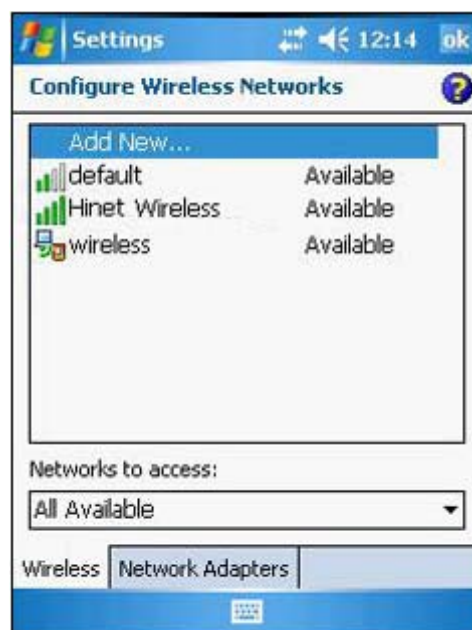 Settings 12:14 ok
Configure Wireless Networks ?
Add New...
default Available
Hinet Wireless Available
wireless Available
Networks to access:
All Available
Wireless Network Adapters